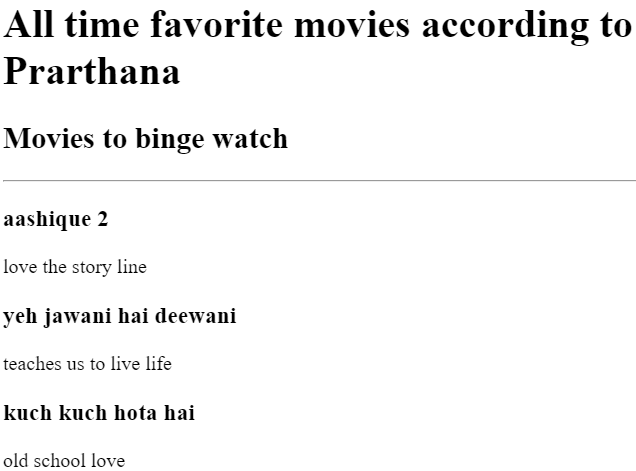 All time favorite movies according to
Prarthana
Movies to binge watch
aashique 2
love the story line
yeh jawani hai deewani
teaches us to live life
kuch kuch hota hai
old school love